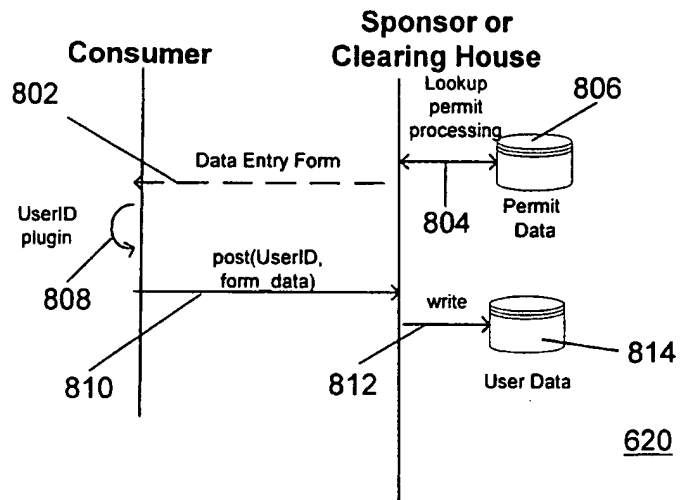 Consumer
Sponsor or
Clearing House
802
Lookup
permit
processing
806
Data Entry Form
804
Permit
Data
UserID
plugin
808
post(UserID,
form_data)
write
810
812
814
User Data
620